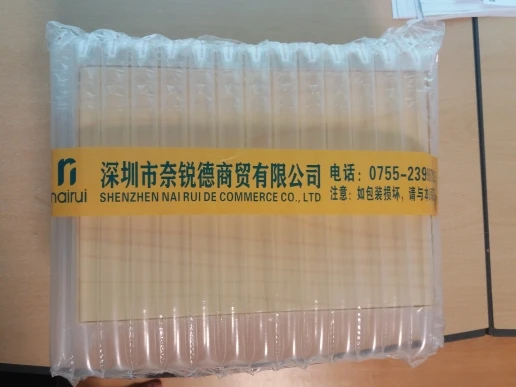 深圳市奈锐德商贸有限公司
SHENZHEN NAI RUI DE COMMERCE CO., LTD
电话：0755-239
注意：如包装损坏，请与本
nairui